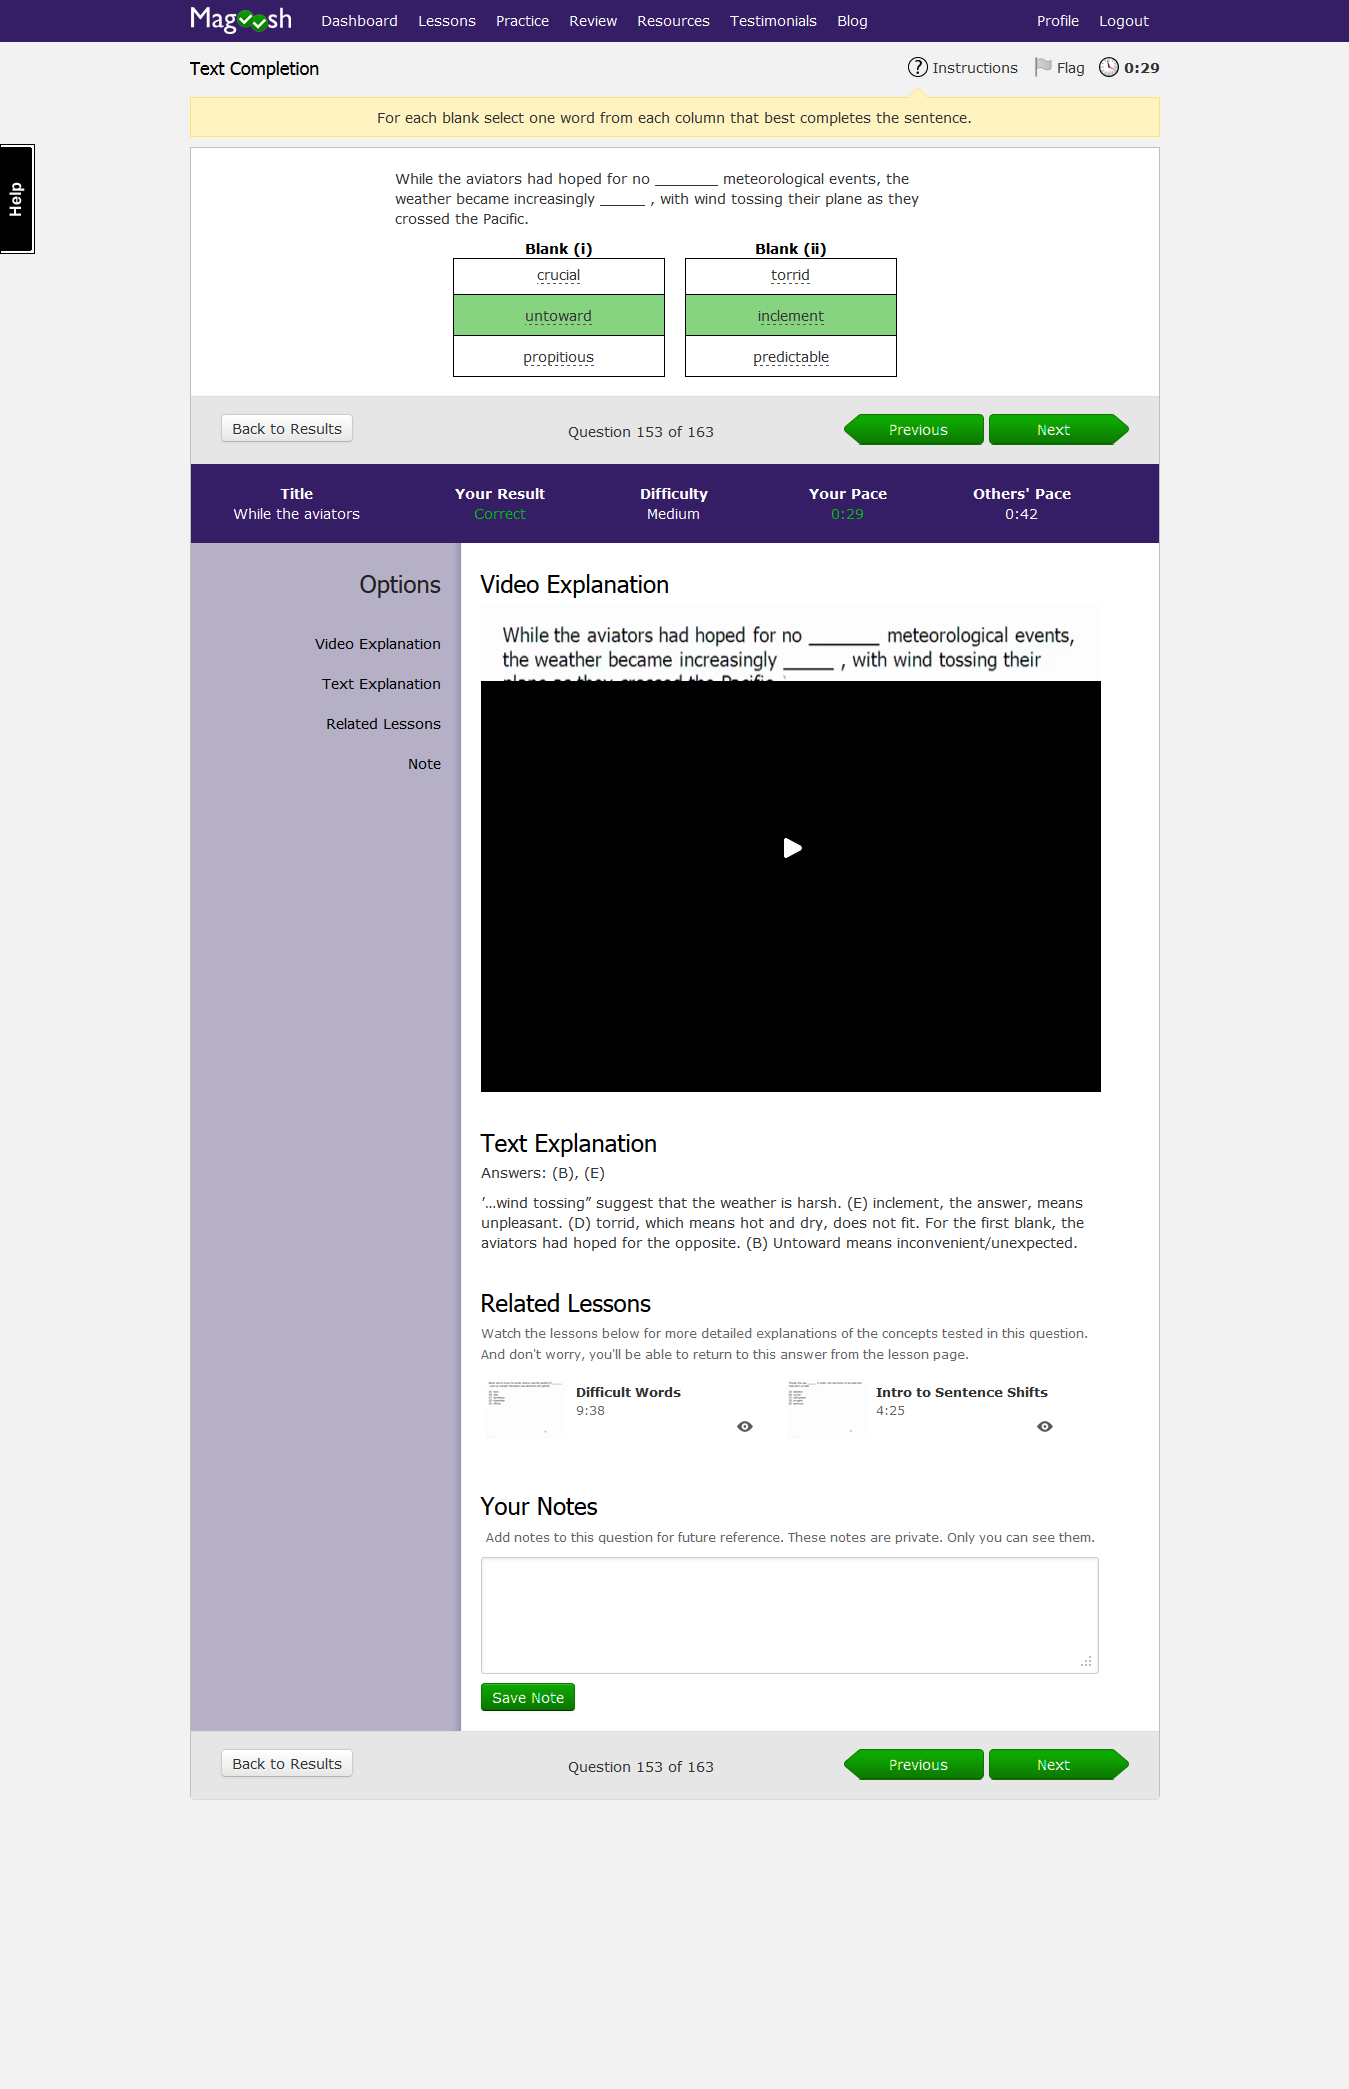 Magoosh Dashboard Lessons Practice Review Resources Testimonials Blog Profile Logout
Text Completion ? Instructions Flag 0:29
For each blank select one word from each column that best completes the sentence.
Help
While the aviators had hoped for no ________ meteorological events, the
weather became increasingly ______ , with wind tossing their plane as they
crossed the Pacific.
Blank (i) Blank (ii)
crucial torrid
untoward inclement
propitious predictable
Back to Results Question 153 of 163 Previous Next
Title Your Result Difficulty Your Pace Others' Pace
While the aviators Correct Medium 0:29 0:42
Options
Video Explanation
Text Explanation
Related Lessons
Note
Video Explanation
While the aviators had hoped for no _______ meteorological events,
the weather became increasingly _____ , with wind tossing their
plane as they crossed the Pacific.
Text Explanation
Answers: (B), (E)
’…wind tossing” suggest that the weather is harsh. (E) inclement, the answer, means
unpleasant. (D) torrid, which means hot and dry, does not fit. For the first blank, the
aviators had hoped for the opposite. (B) Untoward means inconvenient/unexpected.
Related Lessons
Watch the lessons below for more detailed explanations of the concepts tested in this question.
And don't worry, you'll be able to return to this answer from the lesson page.
Difficult Words
9:38
Intro to Sentence Shifts
4:25
Your Notes
Add notes to this question for future reference. These notes are private. Only you can see them.
Save Note
Back to Results Question 153 of 163 Previous Next